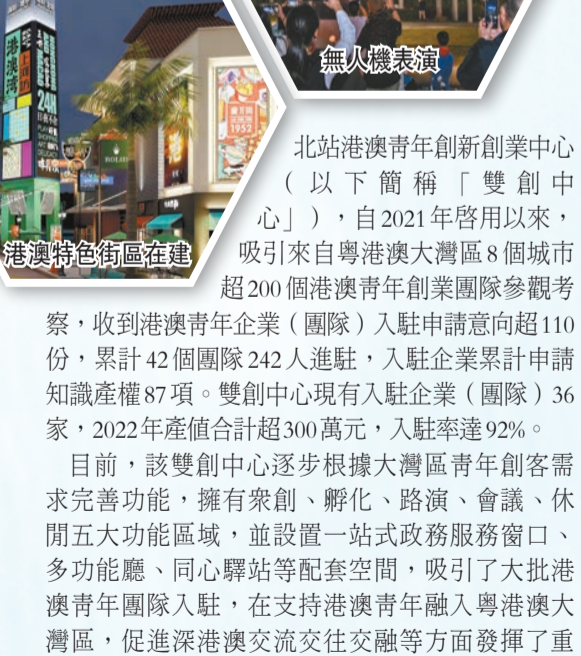 港澳灣
24H
1952
無人機表演
港澳特色街區在建
北站港澳青年創新創業中心
（以下簡稱「雙創中
心」），自2021年啓用以來，
吸引來自粵港澳大灣區8個城市
超200個港澳青年創業團隊參觀考
察，收到港澳青年企業（團隊）入駐申請意向超110
份，累計42個團隊242人進駐，入駐企業累計申請
知識產權87項。雙創中心現有入駐企業（團隊）36
家，2022年產值合計超300萬元，入駐率達92%。
目前，該雙創中心逐步根據大灣區青年創客需
求完善功能，擁有衆創、孵化、路演、會議、休
閒五大功能區域，並設置一站式政務服務窗口、
多功能廳、同心驛站等配套空間，吸引了大批港
澳青年團隊入駐，在支持港澳青年融入粵港澳大
灣區，促進深港澳交流交往交融等方面發揮了重